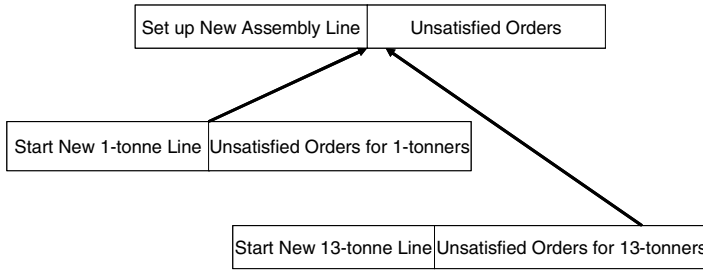 Set up New Assembly Line Unsatisfied Orders
Start New 1-tonne Line Unsatisfied Orders for 1-tonners
Start New 13-tonne Line Unsatisfied Orders for 13-tonners